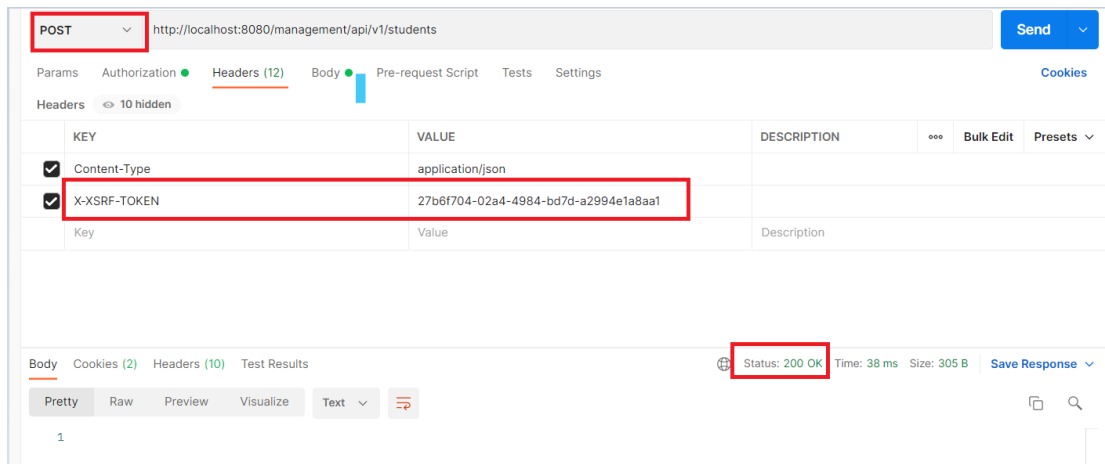 POST http://localhost:8080/management/api/v1/students Send
Params Authorization Headers (12) Body Pre-request Script Tests Settings Cookies
Headers 10 hidden
KEY VALUE DESCRIPTION ooo Bulk Edit Presets
Content-Type application/json
X-XSRF-TOKEN 27b6f704-02a4-4984-bd7d-a2994e1a8aa1
Key Value Description
Body Cookies (2) Headers (10) Test Results Status: 200 OK Time: 38 ms Size: 305 B Save Response
Pretty Raw Preview Visualize Text
1